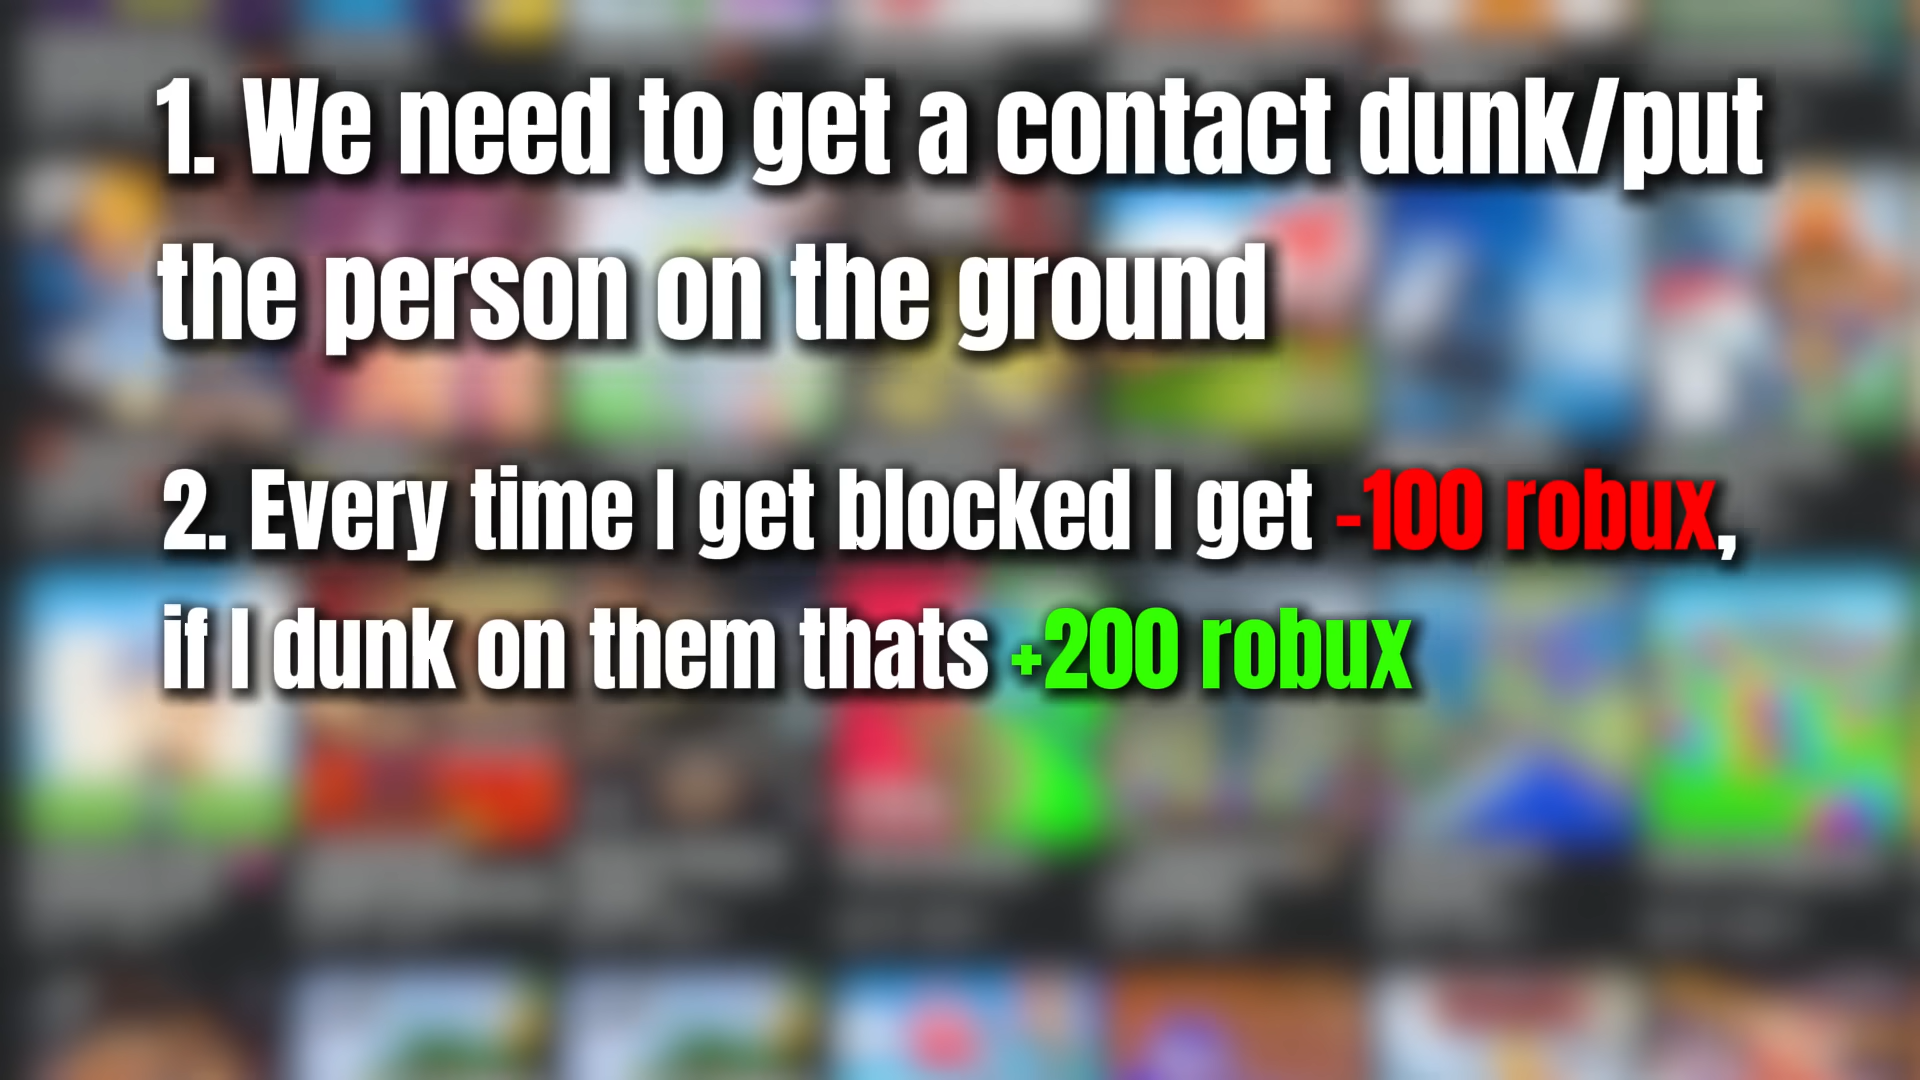 1. We need to get a contact dunk/put
the person on the ground
2. Every time I get blocked I get -100 robux,
if I dunk on them thats +200 robux